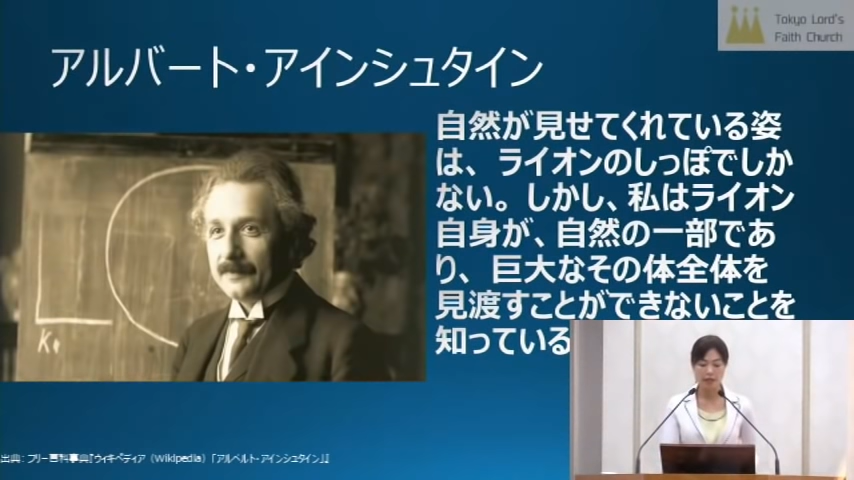 Tokyo Lord's
Faith Church
アルバート・アインシュタイン
自然が見せてくれている姿
は、ライオンのしっぽでしか
ない。しかし、私はライオン
自身が、自然の一部であ
り、巨大なその体全体を
見渡すことができないことを
知っている
出典：フリー百科事典『ウィキペディア（Wikipedia）「アルベルト・アインシュタイン」』